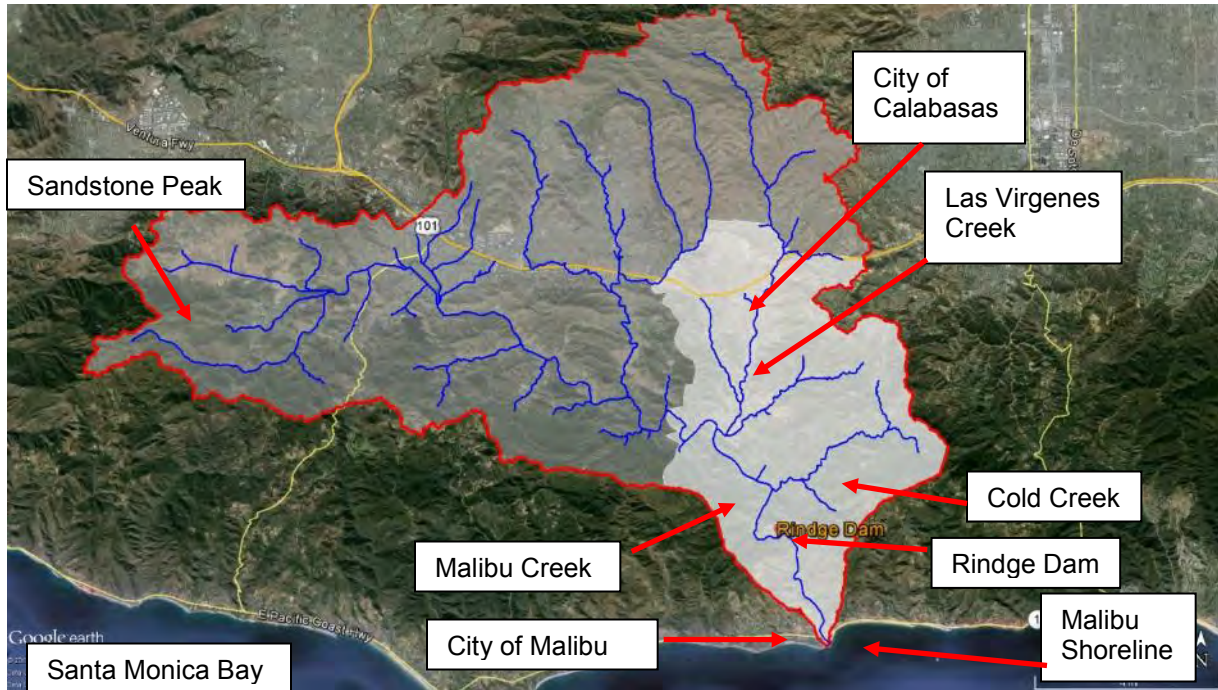 City of
Calabasas
Ventura Fwy
Sandstone Peak
Las Virgenes
Creek
101
Cold Creek
Rindge Dam
Malibu Creek
Rindge Dam
E Pacific Coast Hwy
City of Malibu
Malibu
Shoreline
Google earth
Santa Monica Bay
N